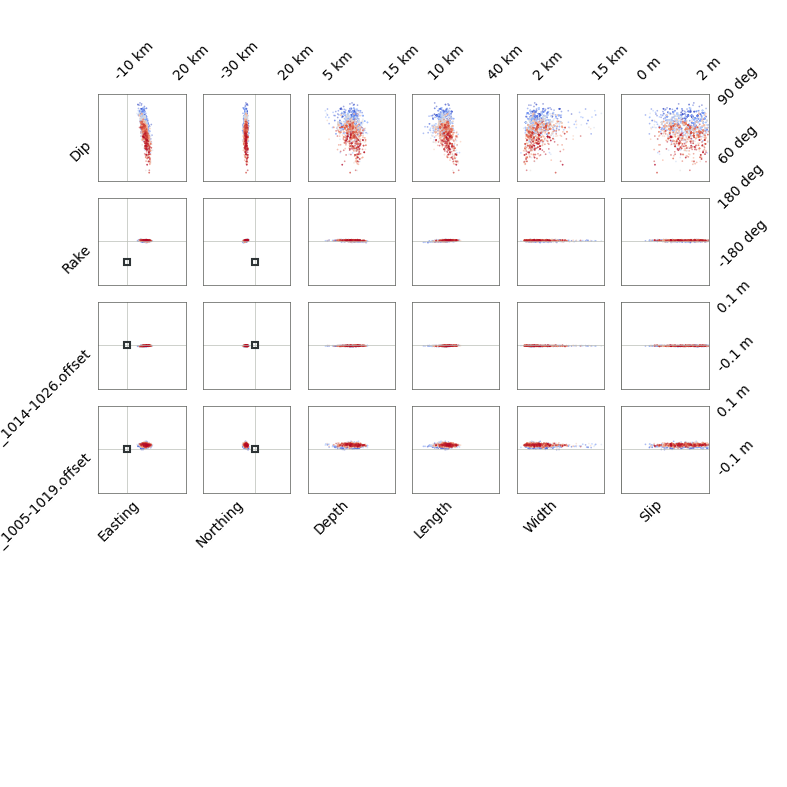 -10 km
20 km
-30 km
20 km
5 km
15 km
10 km
40 km
2 km
15 km
0 m
2 m
90 deg
Dip
60 deg
180 deg
Rake
-180 deg
0.1 m
_1014-1026.offset
-0.1 m
0.1 m
_1005-1019.offset
-0.1 m
Easting
Northing
Depth
Length
Width
Slip